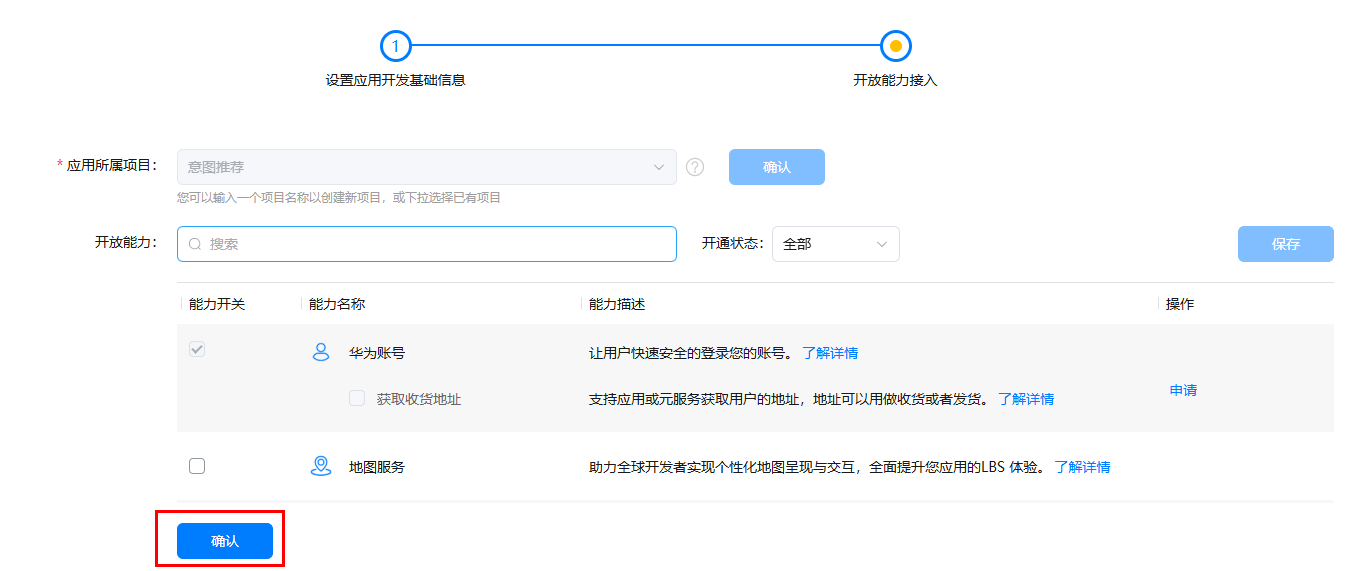 1
设置应用开发基础信息
开放能力接入
* 应用所属项目:
意图推荐
?
确认
您可以输入一个项目名称以创建新项目，或下拉选择已有项目
开放能力:
搜索
开通状态:
全部
保存
能力开关
能力名称
能力描述
操作
华为账号
让用户快速安全的登录您的账号。 了解详情
获取收货地址
支持应用或元服务获取用户的地址，地址可以用做收货或者发货。 了解详情
申请
地图服务
助力全球开发者实现个性化地图呈现与交互，全面提升您应用的LBS 体验。 了解详情
确认